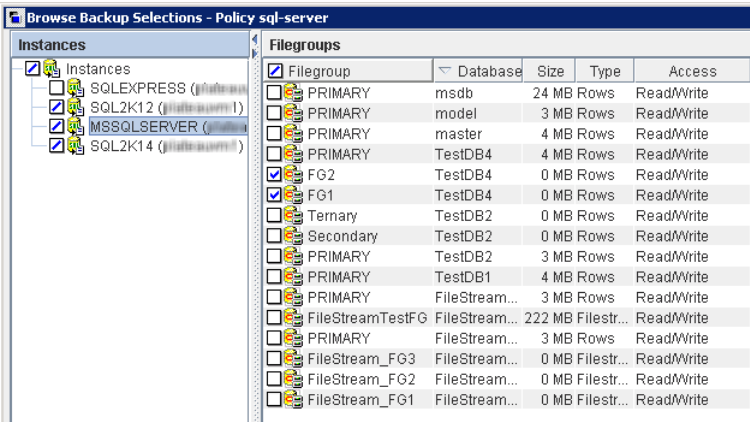 Browse Backup Selections - Policy sql-server
Instances
Instances
SQLEXPRESS (
SQL2K12 ( 1)
MSSQLSERVER (
SQL2K14 ( )
Filegroups
Filegroup Database Size Type Access
PRIMARY msdb 24 MB Rows Read/Write
PRIMARY model 3 MB Rows Read/Write
PRIMARY master 4 MB Rows Read/Write
PRIMARY TestDB4 4 MB Rows Read/Write
FG2 TestDB4 0 MB Rows Read/Write
FG1 TestDB4 0 MB Rows Read/Write
Ternary TestDB2 0 MB Rows Read/Write
Secondary TestDB2 0 MB Rows Read/Write
PRIMARY TestDB2 3 MB Rows Read/Write
PRIMARY TestDB1 4 MB Rows Read/Write
PRIMARY FileStream... 3 MB Rows Read/Write
FileStreamTestFG FileStream... 222 MB Filestr... Read/Write
PRIMARY FileStream... 3 MB Rows Read/Write
FileStream_FG3 FileStream... 0 MB Filestr... Read/Write
FileStream_FG2 FileStream... 0 MB Filestr... Read/Write
FileStream_FG1 FileStream... 0 MB Filestr... Read/Write